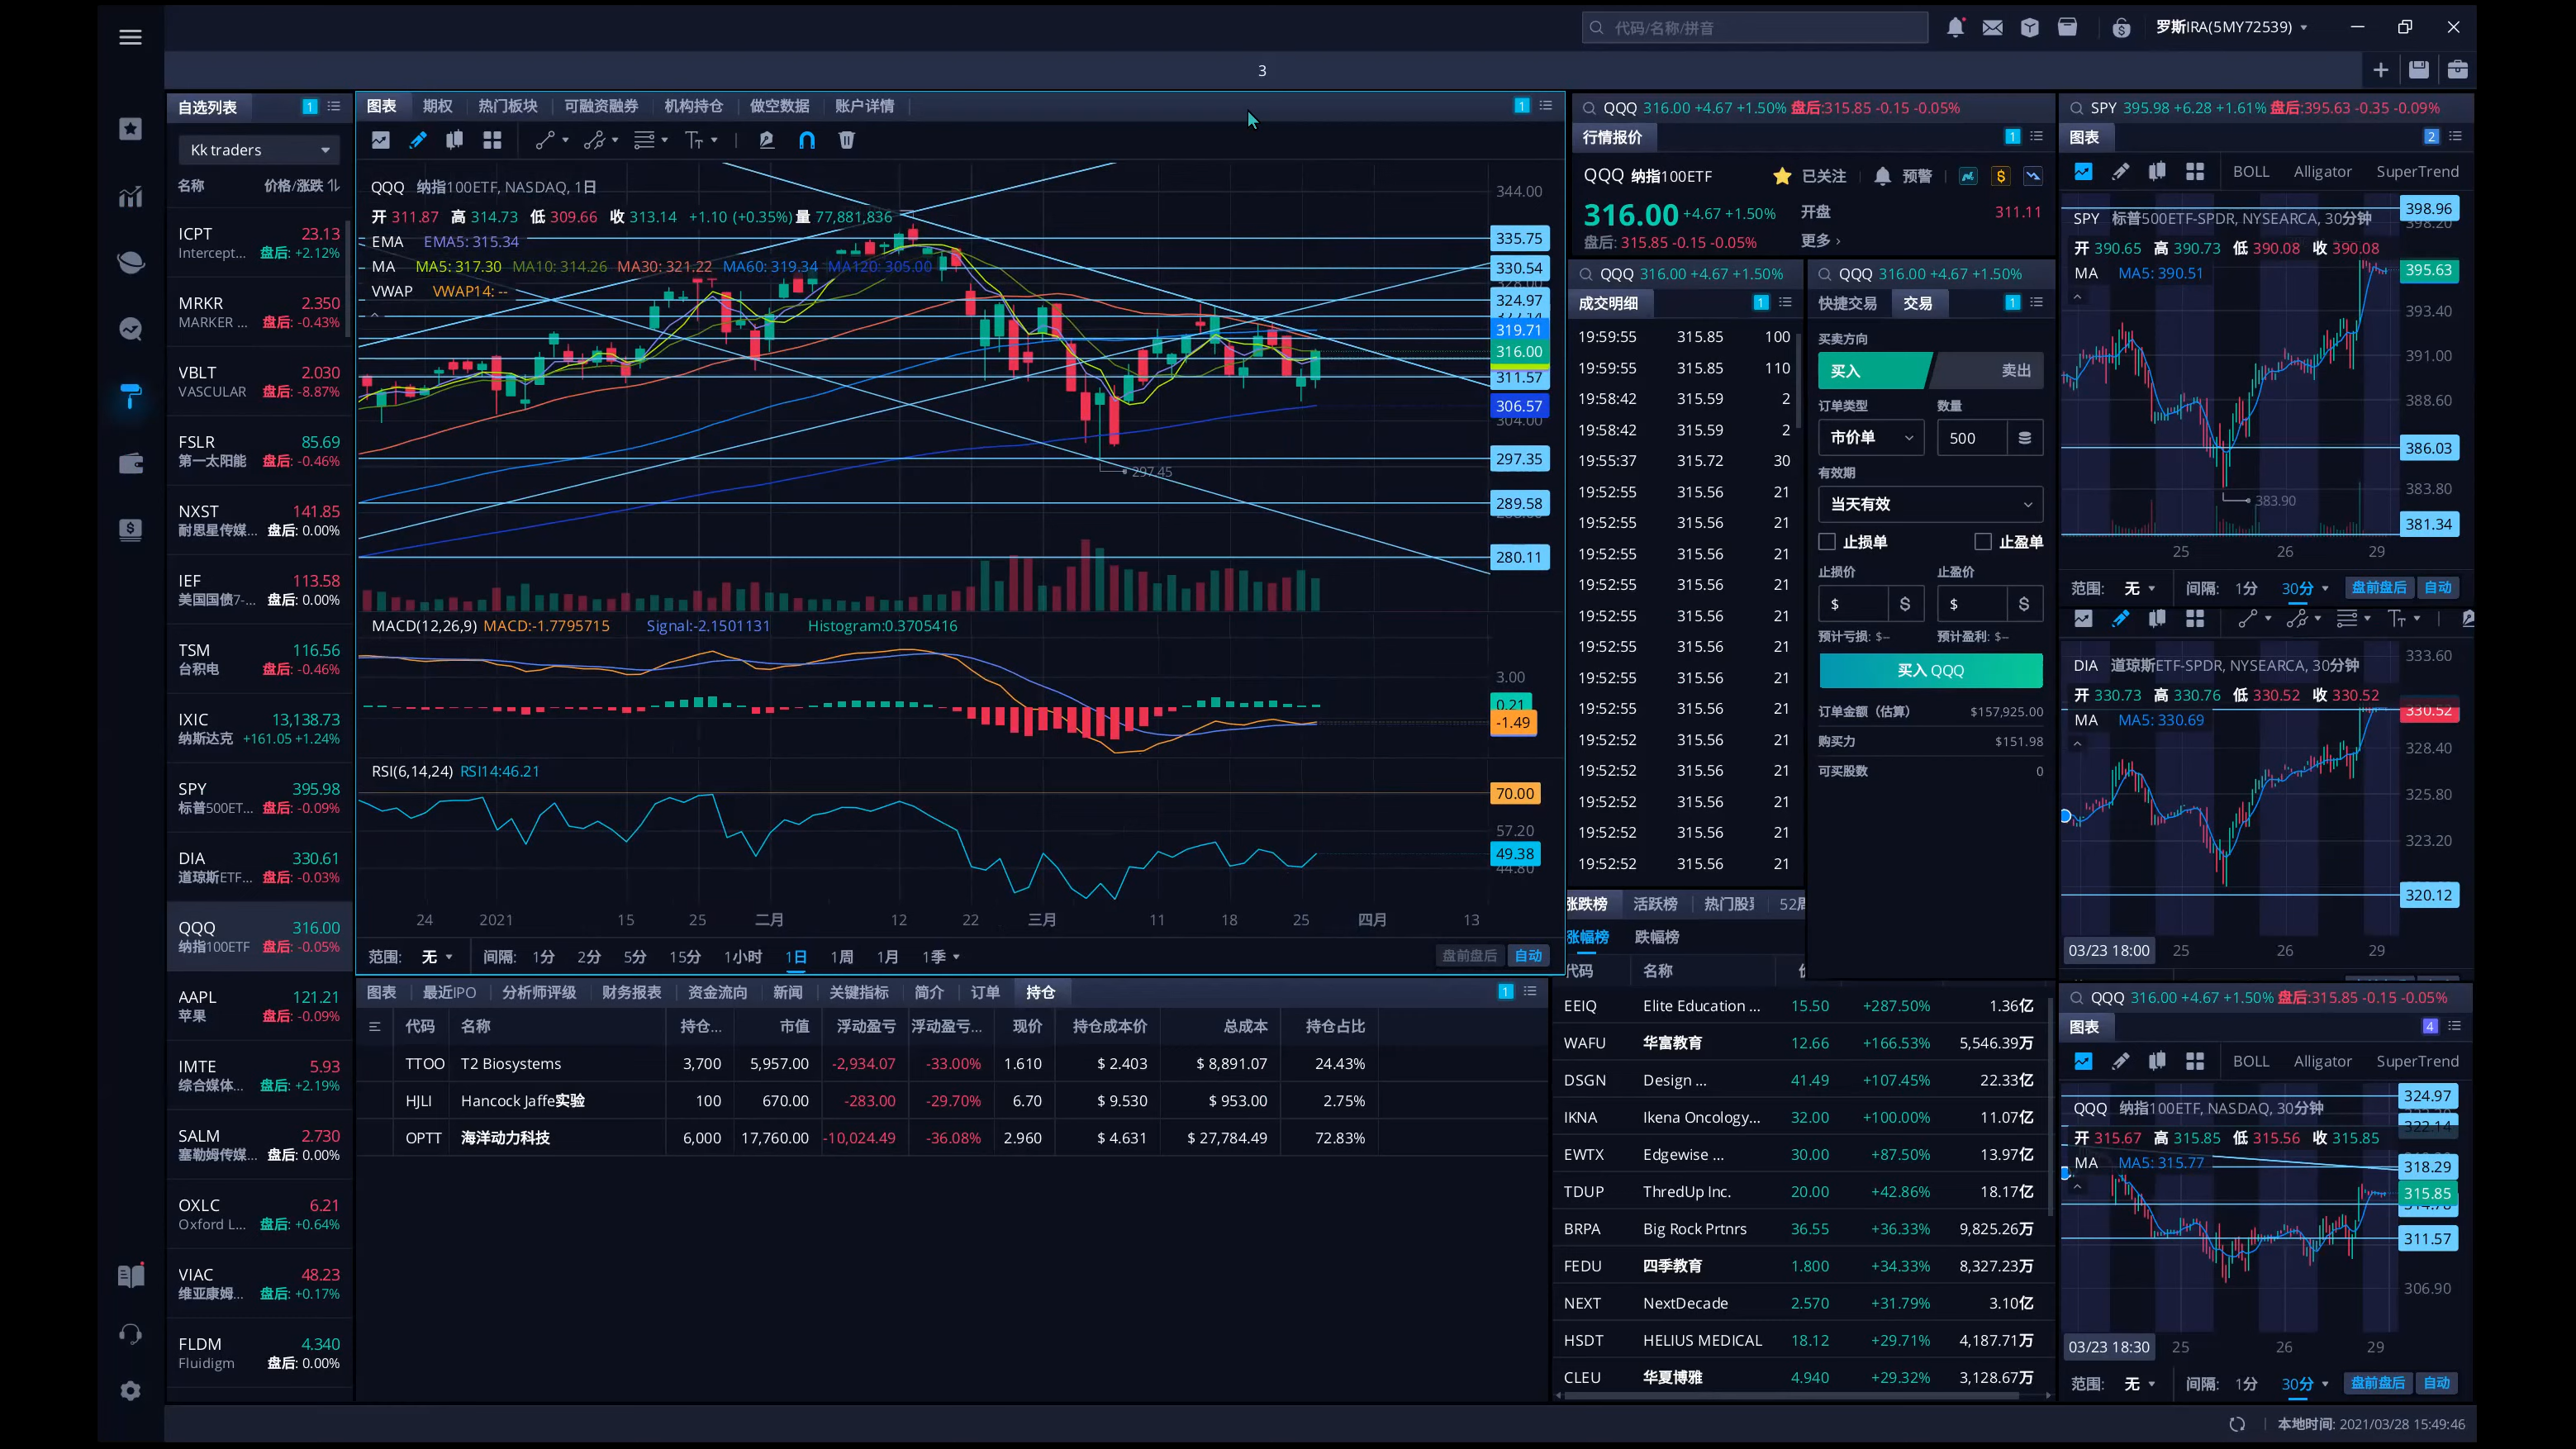 代码/名称/拼音
罗斯IRA(5MY72539)
3
自选列表 1
Kk traders
名称 价格/涨跌
ICPT 23.13
Intercept... 盘后: +2.12%
MRKR 2.350
MARKER ... 盘后: -0.43%
VBLT 2.030
VASCULAR 盘后: -8.87%
FSLR 85.69
第一太阳能 盘后: -0.46%
NXST 141.85
耐思星传媒... 盘后: 0.00%
IEF 113.58
美国国债7-... 盘后: 0.00%
TSM 116.56
台积电 盘后: -0.46%
IXIC 13,138.73
纳斯达克 +161.05 +1.24%
SPY 395.98
标普500ET... 盘后: -0.09%
DIA 330.61
道琼斯ETF... 盘后: -0.03%
QQQ 316.00
纳指100ETF 盘后: -0.05%
AAPL 121.21
苹果 盘后: -0.09%
IMTE 5.93
综合媒体... 盘后: +2.19%
SALM 2.730
塞勒姆传媒... 盘后: 0.00%
OXLC 6.21
Oxford L... 盘后: +0.64%
VIAC 48.23
维亚康姆... 盘后: +0.17%
FLDM 4.340
Fluidigm 盘后: 0.00%
图表 期权 热门板块 可融资融券 机构持仓 做空数据 账户详情 1
QQQ 纳指100ETF, NASDAQ, 1日
开 311.87 高 314.73 低 309.66 收 313.14 +1.10 (+0.35%) 量 77,881,836
EMA EMA5: 315.34
MA MA5: 317.30 MA10: 314.26 MA30: 321.22 MA60: 319.34 MA120: 305.00
VWAP VWAP14: --
297.45
344.00
335.75
330.54
324.97
319.71
316.00
311.57
306.57
304.00
297.35
289.58
280.11
MACD(12,26,9) MACD:-1.7795715 Signal:-2.1501131 Histogram:0.3705416
3.00
0.21
-1.49
RSI(6,14,24) RSI14:46.21
70.00
57.20
49.38
44.80
24 2021 15 25 二月 12 22 三月 11 18 25 四月 13
范围: 无 间隔: 1分 2分 5分 15分 1小时 1日 1周 1月 1季 盘前盘后 自动
图表 最近IPO 分析师评级 财务报表 资金流向 新闻 关键指标 简介 订单 持仓 1
代码 名称 持仓... 市值 浮动盈亏 浮动盈亏... 现价 持仓成本价 总成本 持仓占比
TTOO T2 Biosystems 3,700 5,957.00 -2,934.07 -33.00% 1.610 $ 2.403 $ 8,891.07 24.43%
HJLI Hancock Jaffe实验 100 670.00 -283.00 -29.70% 6.70 $ 9.530 $ 953.00 2.75%
OPTT 海洋动力科技 6,000 17,760.00 -10,024.49 -36.08% 2.960 $ 4.631 $ 27,784.49 72.83%
QQQ 316.00 +4.67 +1.50% 盘后:315.85 -0.15 -0.05%
行情报价 1
QQQ 纳指100ETF 已关注 预警
316.00 +4.67 +1.50% 开盘 311.11
盘后: 315.85 -0.15 -0.05% 更多
QQQ 316.00 +4.67 +1.50%
成交明细 1
19:59:55 315.85 100
19:59:55 315.85 110
19:58:42 315.59 2
19:58:42 315.59 2
19:55:37 315.72 30
19:52:55 315.56 21
19:52:55 315.56 21
19:52:55 315.56 21
19:52:55 315.56 21
19:52:55 315.56 21
19:52:55 315.56 21
19:52:55 315.56 21
19:52:55 315.56 21
19:52:52 315.56 21
19:52:52 315.56 21
19:52:52 315.56 21
19:52:52 315.56 21
19:52:52 315.56 21
QQQ 316.00 +4.67 +1.50%
快捷交易 交易 1
买卖方向
买入 卖出
订单类型 数量
市价单 500
有效期
当天有效
止损单 止盈单
止损价 止盈价
$ $ $ $
预计亏损: $-- 预计盈利: $--
买入 QQQ
订单金额（估算） $157,925.00
购买力 $151.98
可买股数 0
涨跌榜 活跃榜 热门股票 52周
涨幅榜 跌幅榜
代码 名称
EEIQ Elite Education ... 15.50 +287.50% 1.36亿
WAFU 华富教育 12.66 +166.53% 5,546.39万
DSGN Design ... 41.49 +107.45% 22.33亿
IKNA Ikena Oncology... 32.00 +100.00% 11.07亿
EWTX Edgewise ... 30.00 +87.50% 13.97亿
TDUP ThredUp Inc. 20.00 +42.86% 18.17亿
BRPA Big Rock Prtnrs 36.55 +36.33% 9,825.26万
FEDU 四季教育 1.800 +34.33% 8,327.23万
NEXT NextDecade 2.570 +31.79% 3.10亿
HSDT HELIUS MEDICAL 18.12 +29.71% 4,187.71万
CLEU 华夏博雅 4.940 +29.32% 3,128.67万
SPY 395.98 +6.28 +1.61% 盘后:395.63 -0.35 -0.09%
图表 2
BOLL Alligator SuperTrend
SPY 标普500ETF-SPDR, NYSEARCA, 30分钟
开 390.65 高 390.73 低 390.08 收 390.08
MA MA5: 390.51
383.90
398.96
398.20
395.63
393.40
391.00
388.60
386.03
383.80
381.34
25 26 29
范围: 无 间隔: 1分 30分 盘前盘后 自动
DIA 道琼斯ETF-SPDR, NYSEARCA, 30分钟
开 330.73 高 330.76 低 330.52 收 330.52
MA MA5: 330.69
333.60
330.52
328.40
325.80
323.20
320.12
03/23 18:00 25 26 29
QQQ 316.00 +4.67 +1.50% 盘后:315.85 -0.15 -0.05%
图表 4
BOLL Alligator SuperTrend
QQQ 纳指100ETF, NASDAQ, 30分钟
开 315.67 高 315.85 低 315.56 收 315.85
MA MA5: 315.77
324.97
322.14
318.29
315.85
311.57
306.90
03/23 18:30 25 26 29
范围: 无 间隔: 1分 30分 盘前盘后 自动
本地时间: 2021/03/28 15:49:46